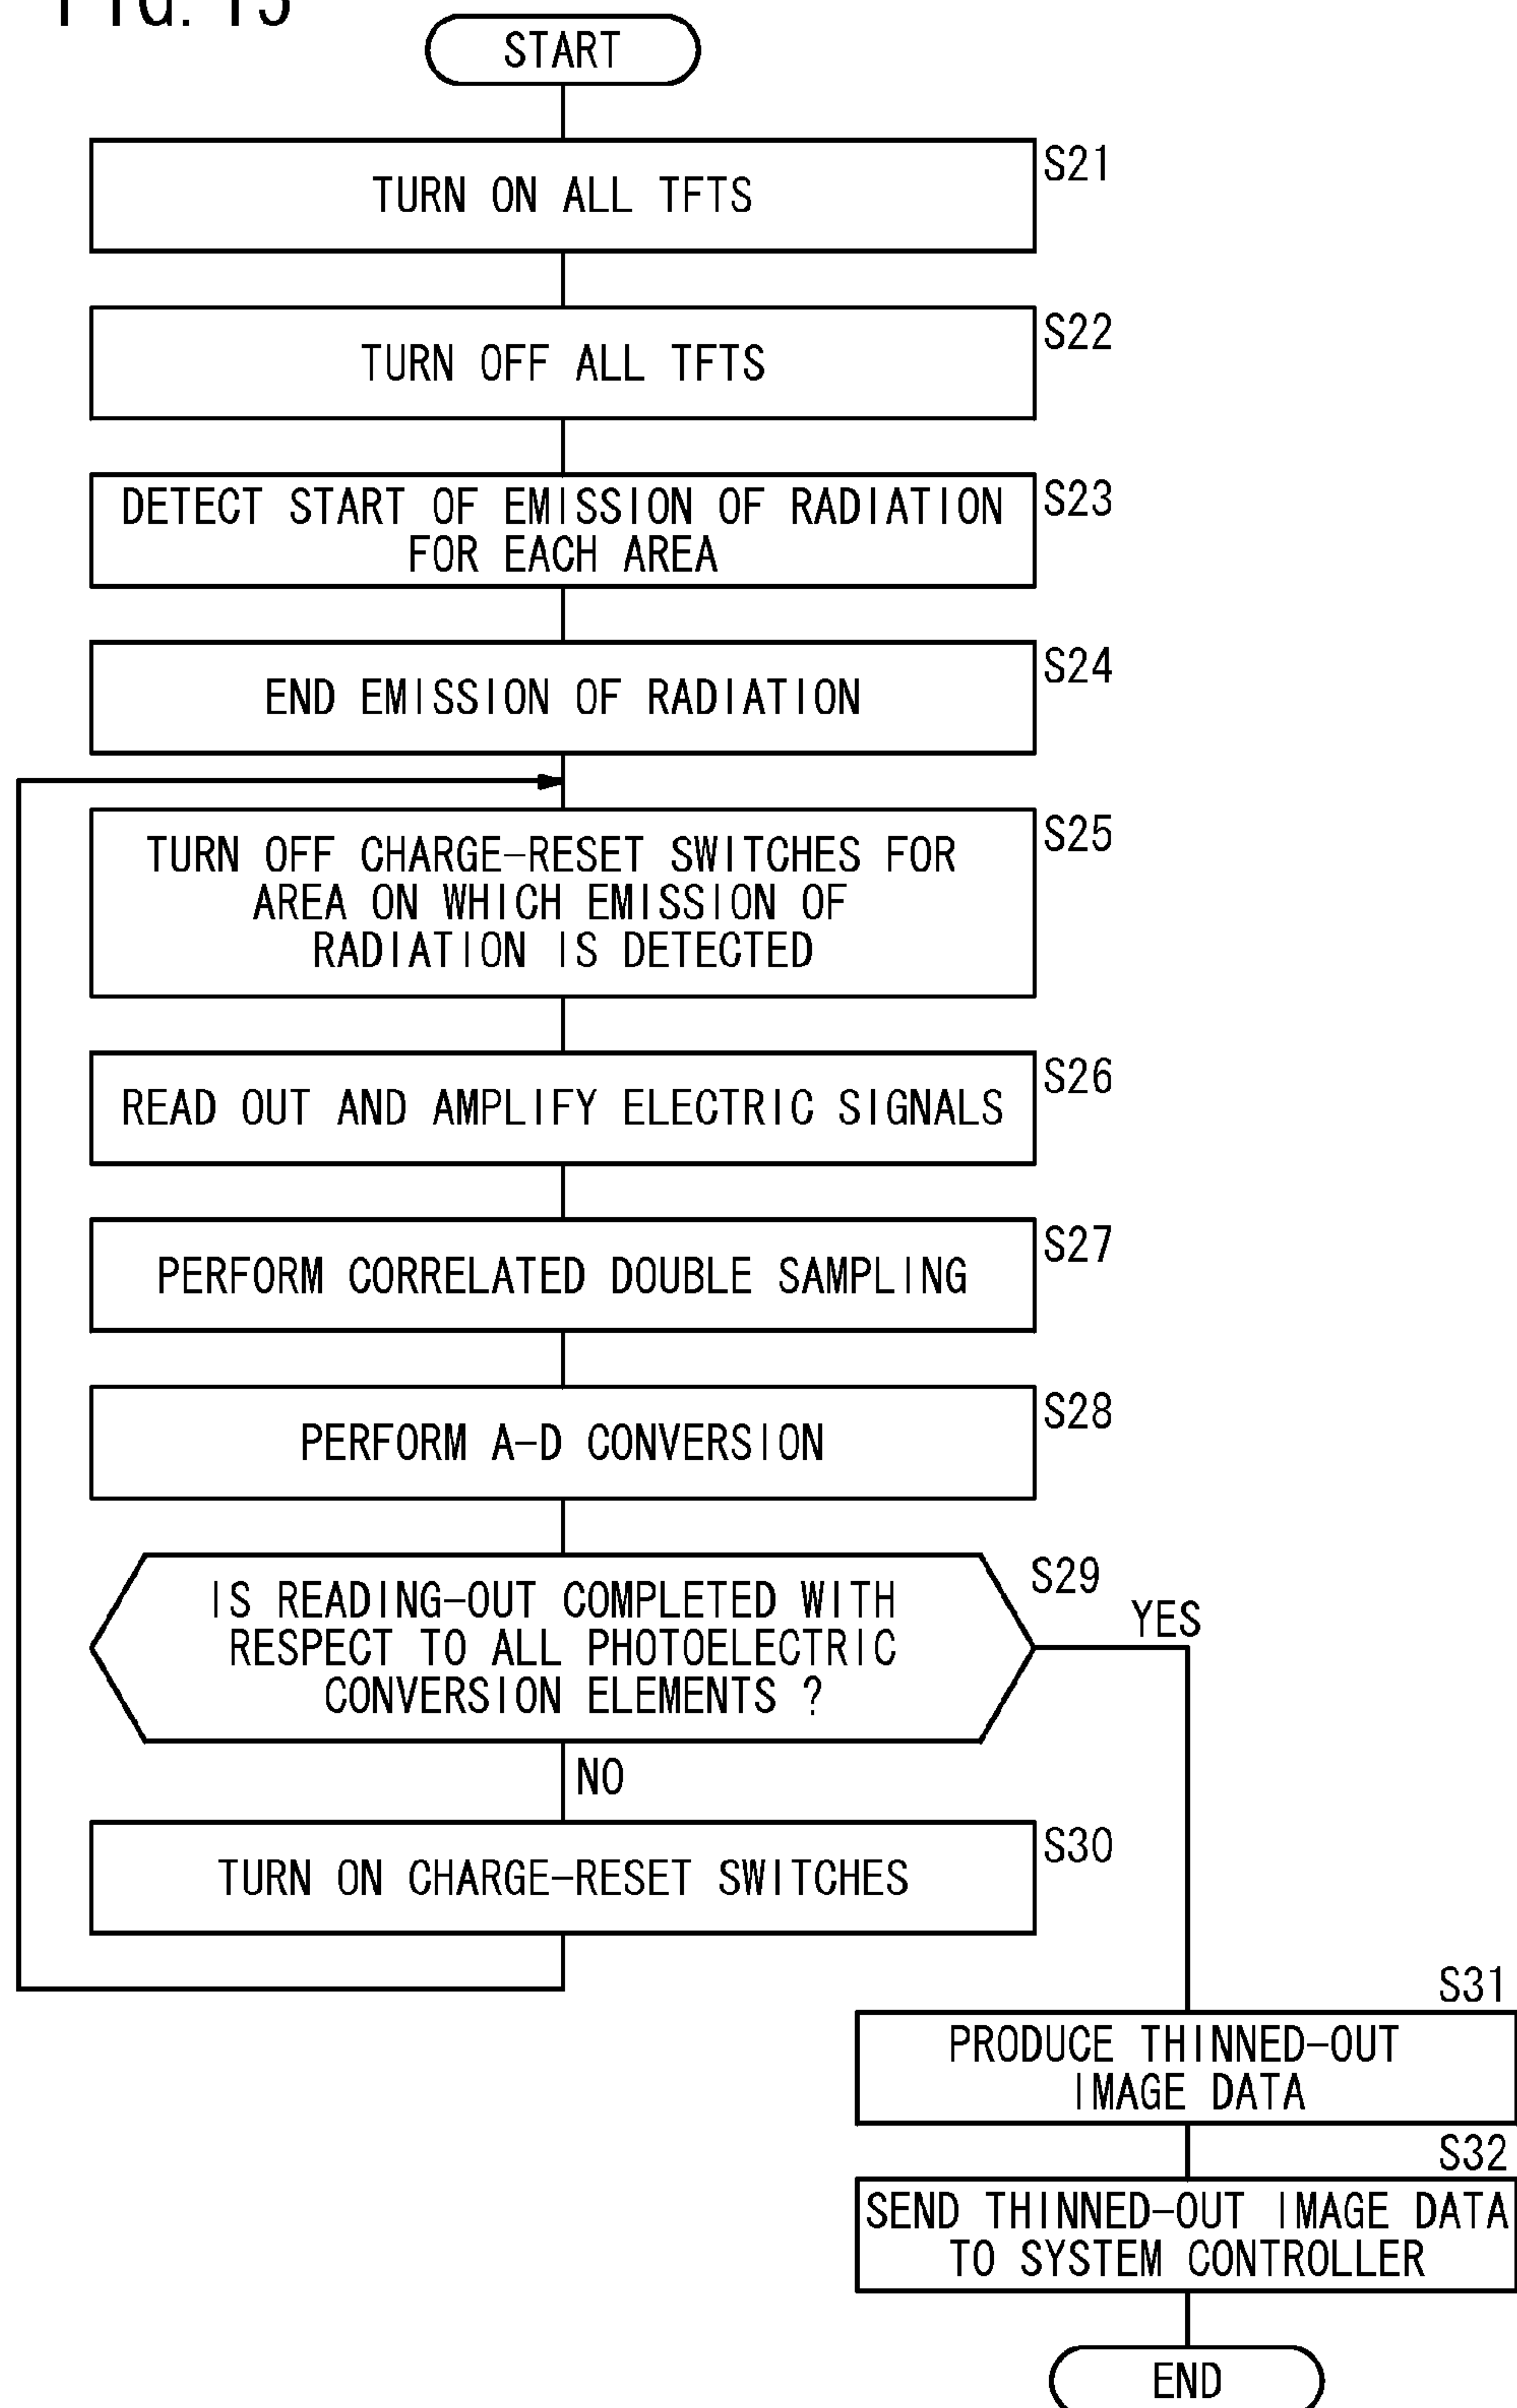 FIG. 15
START
S21
TURN ON ALL TFTS
S22
TURN OFF ALL TFTS
S23
DETECT START OF EMISSION OF RADIATION
FOR EACH AREA
S24
END EMISSION OF RADIATION
S25
TURN OFF CHARGE-RESET SWITCHES FOR
AREA ON WHICH EMISSION OF
RADIATION IS DETECTED
S26
READ OUT AND AMPLIFY ELECTRIC SIGNALS
S27
PERFORM CORRELATED DOUBLE SAMPLING
S28
PERFORM A-D CONVERSION
S29
IS READING-OUT COMPLETED WITH
RESPECT TO ALL PHOTOELECTRIC
CONVERSION ELEMENTS ?
YES
NO
S30
TURN ON CHARGE-RESET SWITCHES
S31
PRODUCE THINNED-OUT
IMAGE DATA
S32
SEND THINNED-OUT IMAGE DATA
TO SYSTEM CONTROLLER
END